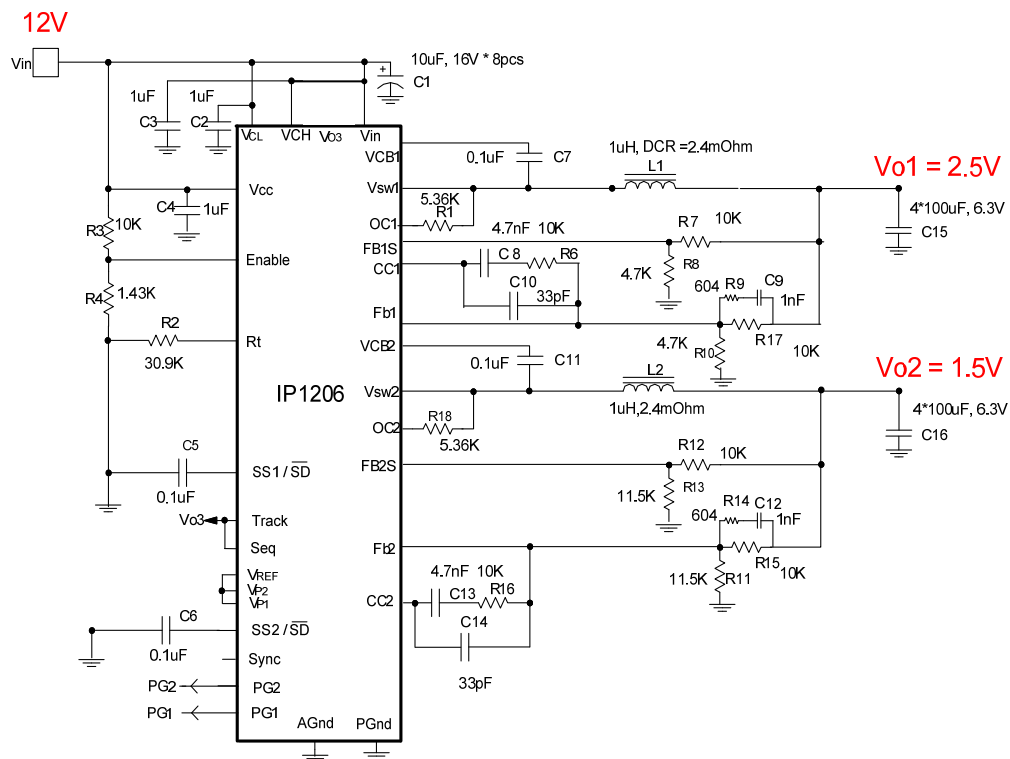 12V
Vin
10uF, 16V * 8pcs
C1
1uF
1uF
C3
C2
VCL
VCH
VO3
Vin
VCB1
0.1uF
C7
1uH, DCR =2.4mOhm
L1
Vo1 = 2.5V
Vcc
Vsw1
5.36K
R1
OC1
C4
1uF
R3
10K
4.7nF
10K
R7
10K
4*100uF, 6.3V
C15
FB1S
Enable
CC1
C 8
R6
4.7K
R8
C10
33pF
604
R9
C9
1nF
R4
1.43K
Fb1
R2
Rt
30.9K
VCB2
4.7K
R10
R17
10K
0.1uF
C11
L2
Vo2 = 1.5V
IP1206
Vsw2
1uH,2.4mOhm
R18
OC2
5.36K
4*100uF, 6.3V
C16
C5
SS1/SD
0.1uF
FB2S
R12
10K
11.5K
R13
604
R14
C12
1nF
Vo3
Track
Seq
Fb2
R15
10K
11.5K
R11
VREF
VP2
VP1
4.7nF
10K
CC2
C13
R16
C14
33pF
C6
SS2/SD
0.1uF
Sync
PG2
PG2
PG1
PG1
AGnd
PGnd